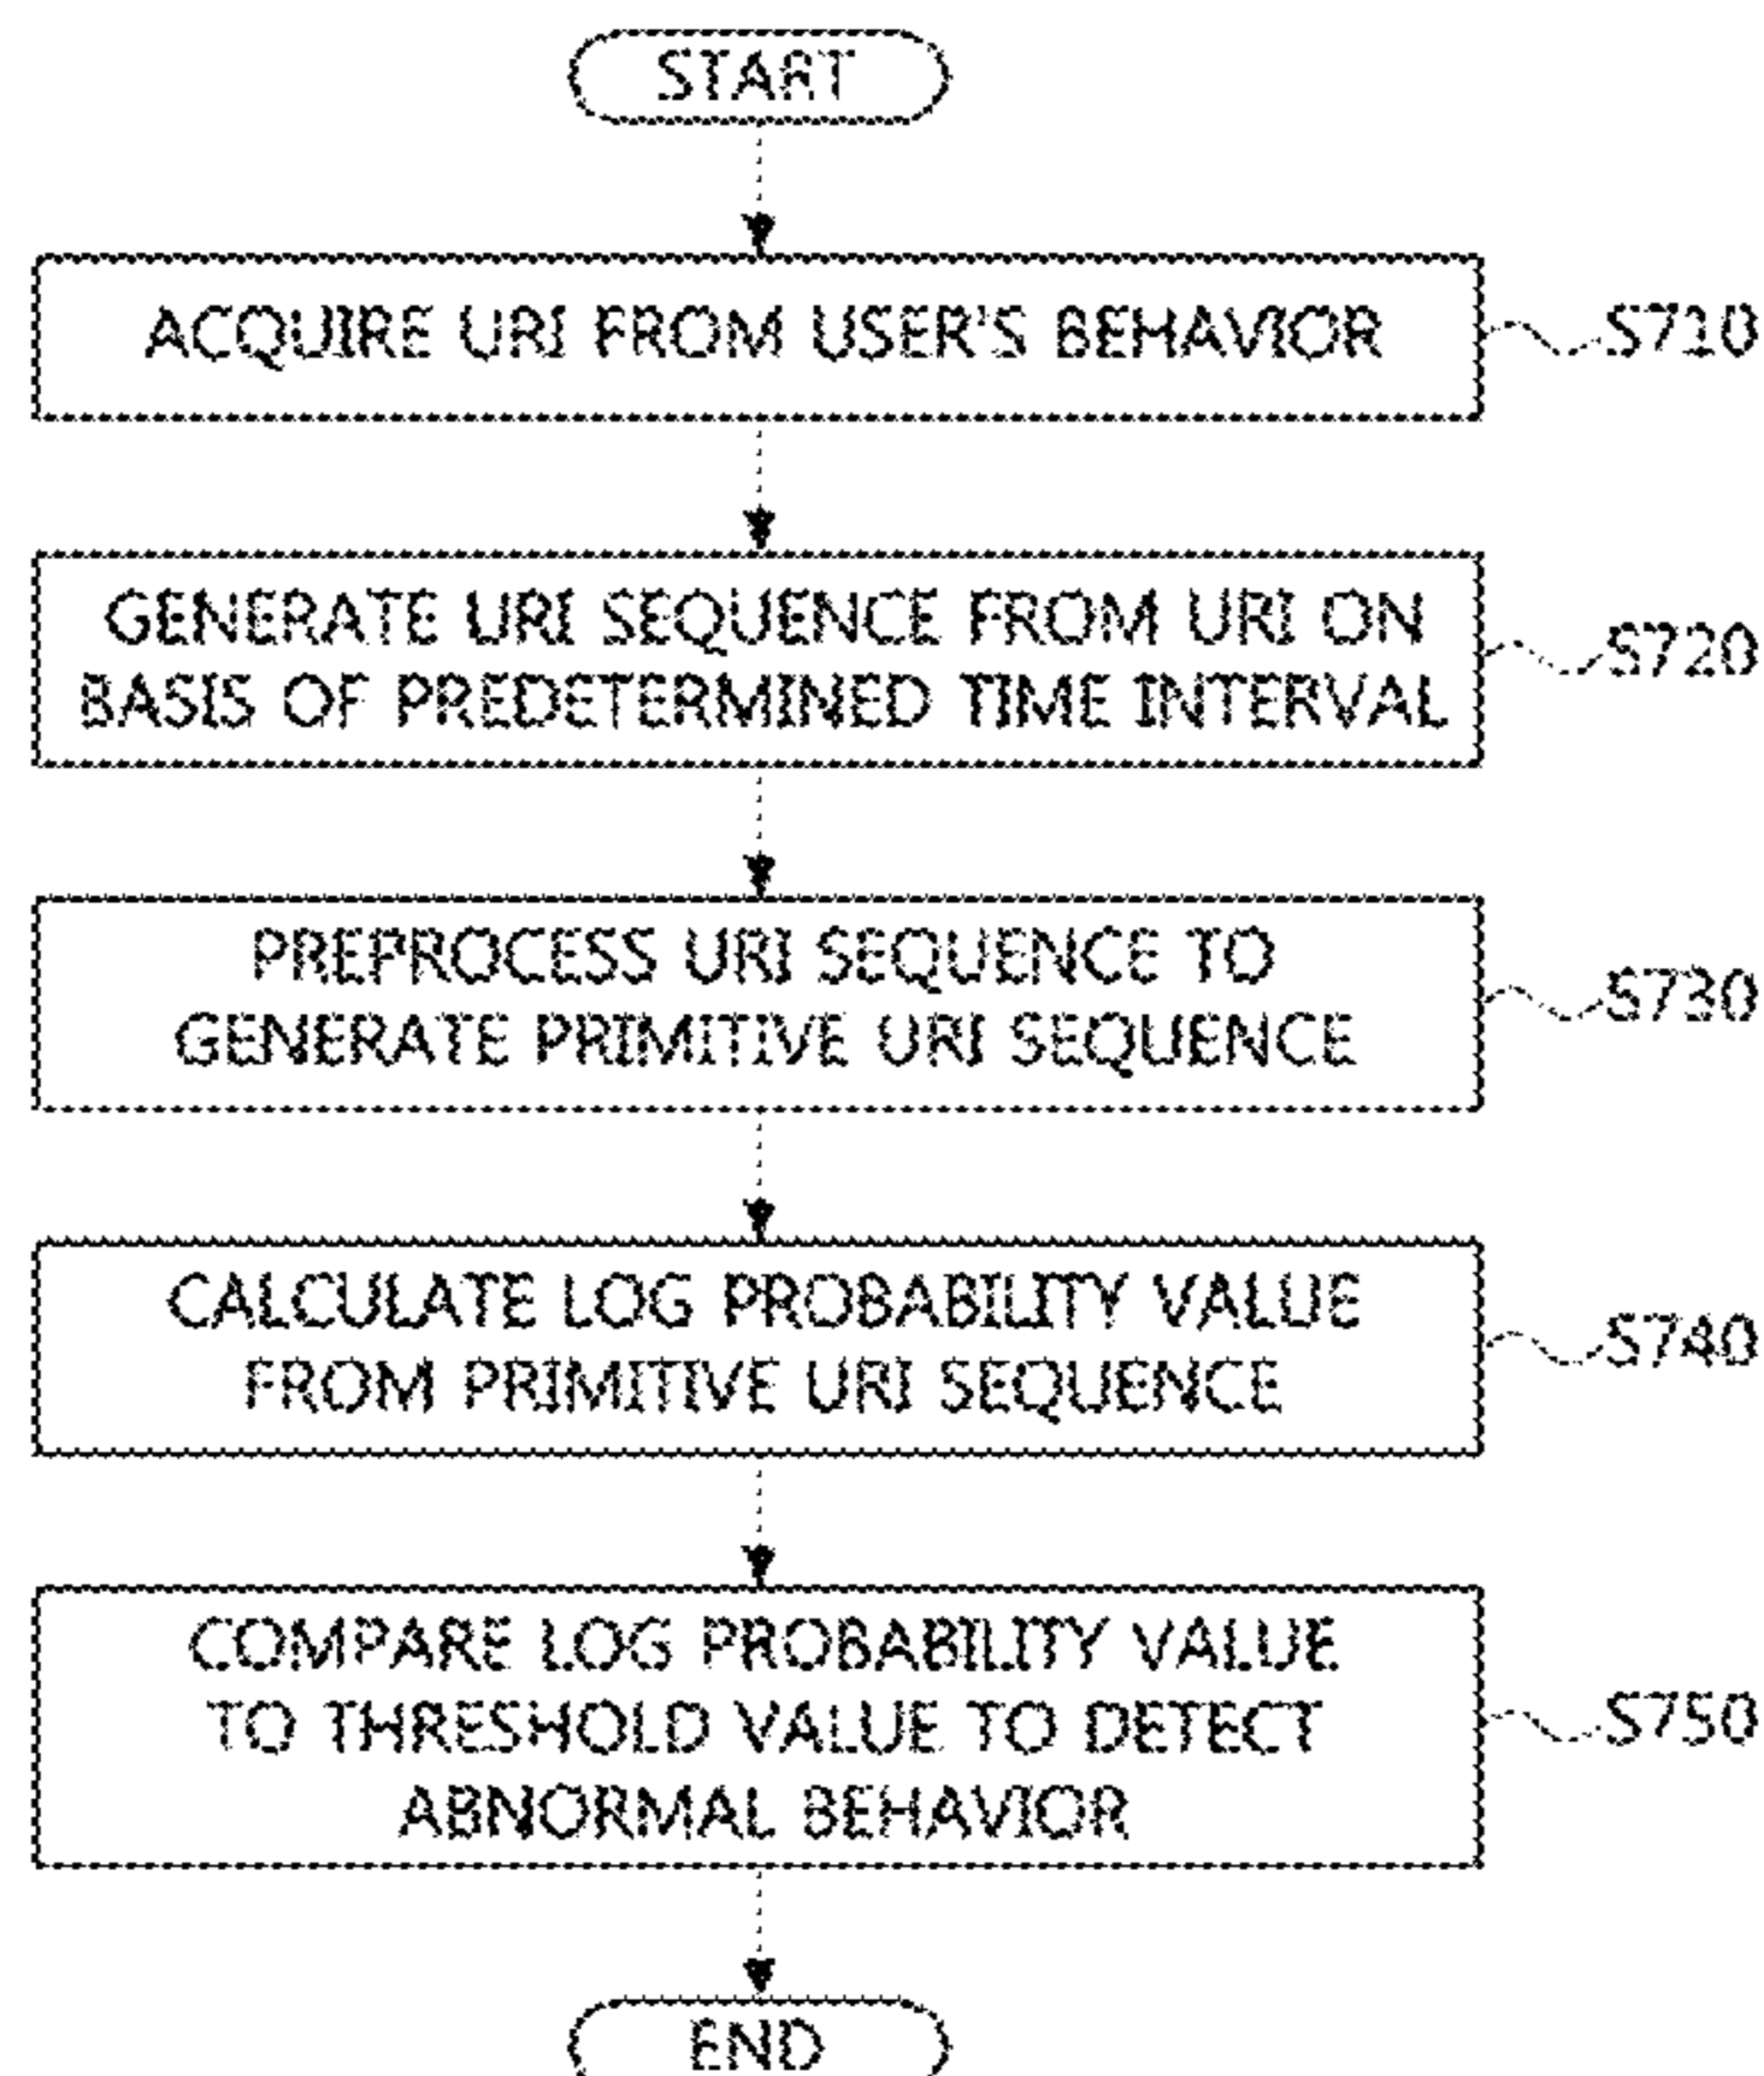 START
ACQUIRE URI FROM USER'S BEHAVIOR
S710
GENERATE URI SEQUENCE FROM URI ON
BASIS OF PREDETERMINED TIME INTERVAL
S720
PREPROCESS URI SEQUENCE TO
GENERATE PRIMITIVE URI SEQUENCE
S730
CALCULATE LOG PROBABILITY VALUE
FROM PRIMITIVE URI SEQUENCE
S740
COMPARE LOG PROBABILITY VALUE
TO THRESHOLD VALUE TO DETECT
ABNORMAL BEHAVIOR
S750
END